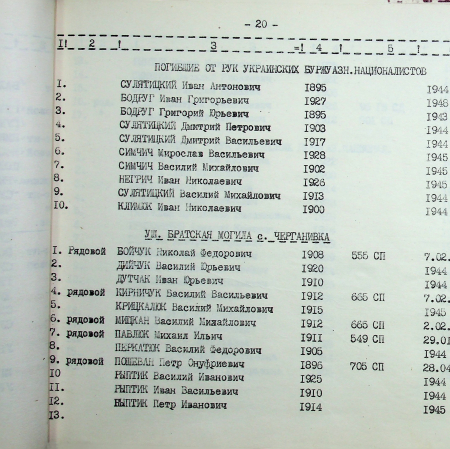 - 20 -
1! 2 ! 3 =! 4 ! 5 !
ПОГИБШИЕ ОТ РУК УКРАИНСКИХ БУРЖУАЗН.НАЦИОНАЛИСТОВ
1. СУЛЯТИЦКИЙ Иван Антонович 1895 1944
2. БОДРУГ Иван Григорьевич 1927 1948
3. БОДРУГ Григорий Юрьевич 1895 1943
4. СУЛЯТИЦКИЙ Дмитрий Петрович 1903 1944
5. СУЛЯТИЦКИЙ Дмитрий Васильевич 1917 1944
6. СИМЧИЧ Мирослав Васильевич 1928 1945
7. СИМЧИЧ Василий Михайлович 1902 1945
8. НЕГРИЧ Иван Николаевич 1926 1945
9. СУЛЯТИЦКИЙ Василий Михайлович 1913 1944
10. КЛИМЮК Иван Николаевич 1900 1944
УШ. БРАТСКАЯ МОГИЛА с. ЧЕРГАНИВКА
1. Рядовой БОЙЧУК Николай Федорович 1908 555 СП 7.02.
2. ДИЙЧУК Василий Юрьевич 1920 1944
3. ДУТЧАК Иван Юрьевич 1910 1944
4. рядовой КИРНИЧУК Василий Васильевич 1912 665 СП 7.02
5. КРИЦКАЛЮК Василий Михайлович 1915 1945
6. рядовой МИЦКАН Василий Михайлович 1912 665 СП 2.02.
7. рядовой ПАВЛЮК Михаил Ильич 1911 549 СП 29.01
8. ПЕРКАТЮК Василий Федорович 1905 1944
9. рядовой ПОШЕВАН Петр Онуфриевич 1896 705 СП 28.04
10 РЫПТИК Василий Иванович 1925 1944
11. РЫПТИК Иван Васильевич 1910 1944
12. РЫПТИК Петр Иванович 1914 1945
13.